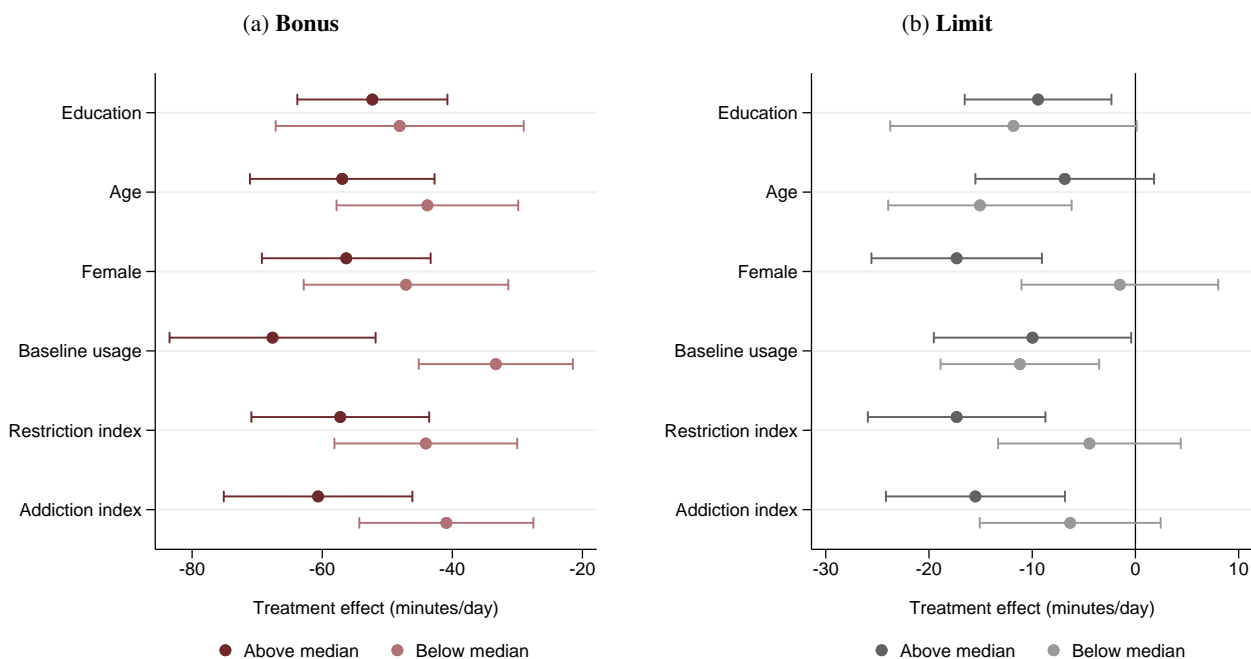 (a) Bonus
Education
Age
Female
Baseline usage
Restriction index
Addiction index
-80 -60 -40 -20
Treatment effect (minutes/day)
Above median Below median
(b) Limit
Education
Age
Female
Baseline usage
Restriction index
Addiction index
-30 -20 -10 0 10
Treatment effect (minutes/day)
Above median Below median